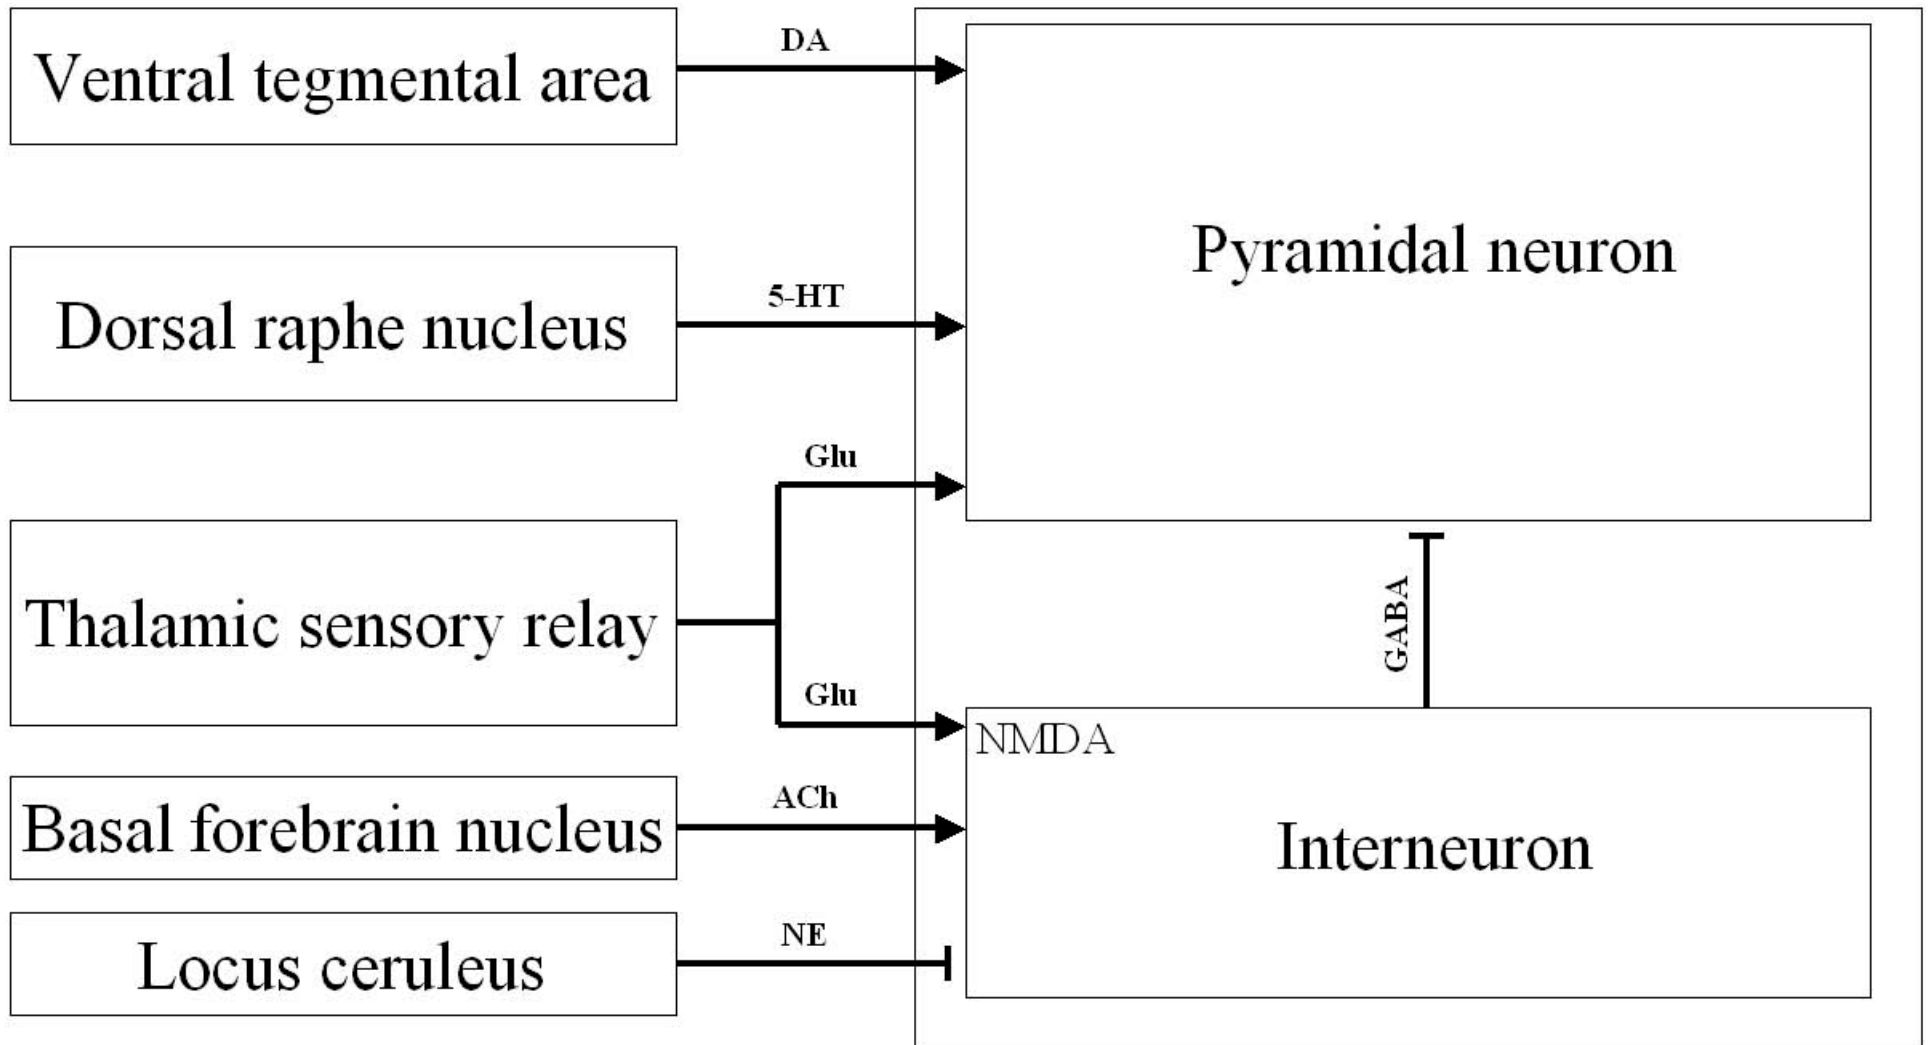 DA
Ventral tegmental area
Pyramidal neuron
5-HT
Dorsal raphe nucleus
Glu
Thalamic sensory relay
GABA
Glu
NMDA
ACh
Basal forebrain nucleus
Interneuron
NE
Locus ceruleus